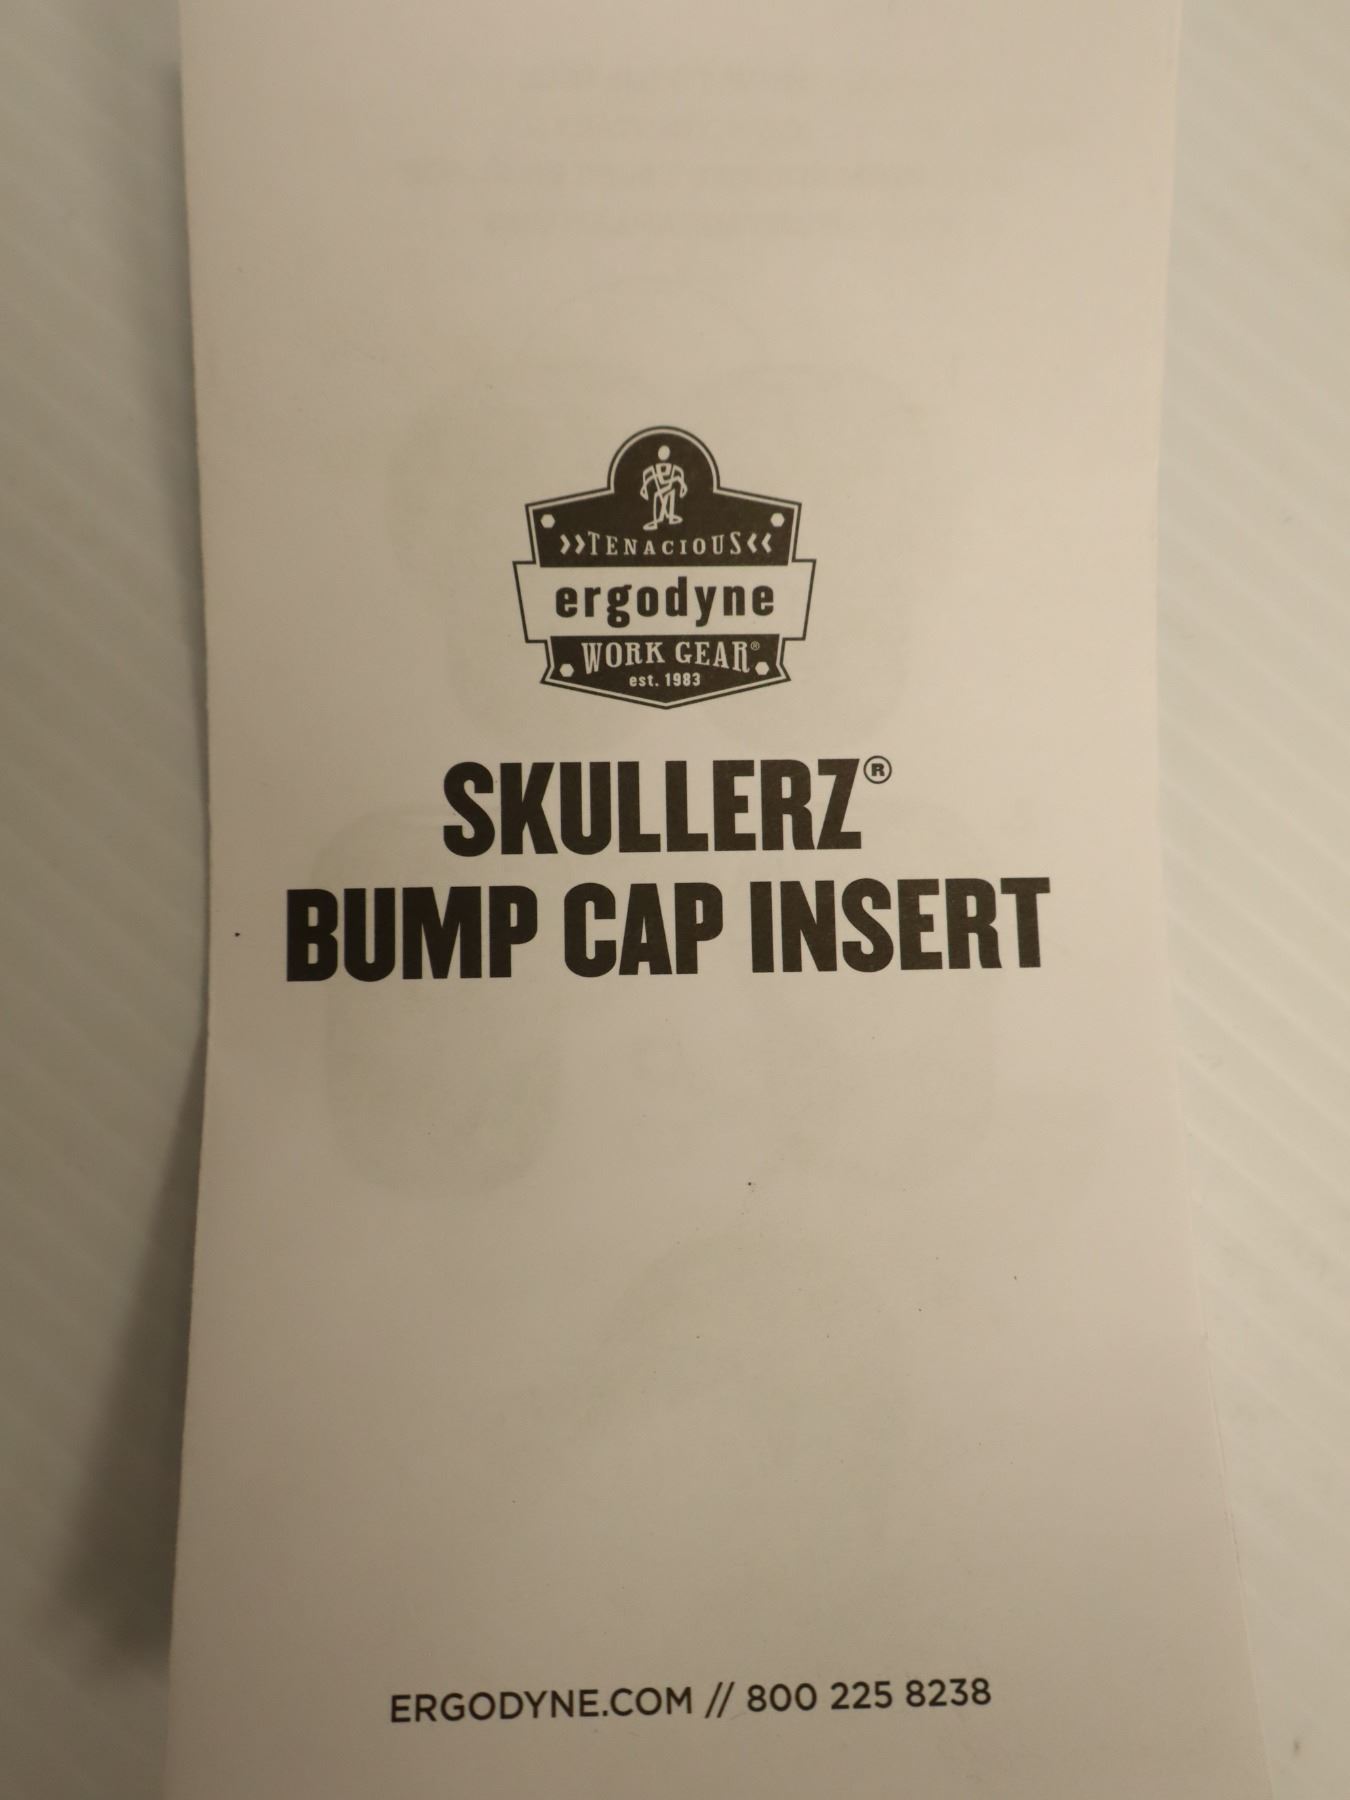 ››TENACIOUS‹‹
ergodyne
WORK GEAR®
est. 1983
SKULLERZ®
BUMP CAP INSERT
ERGODYNE.COM // 800 225 8238